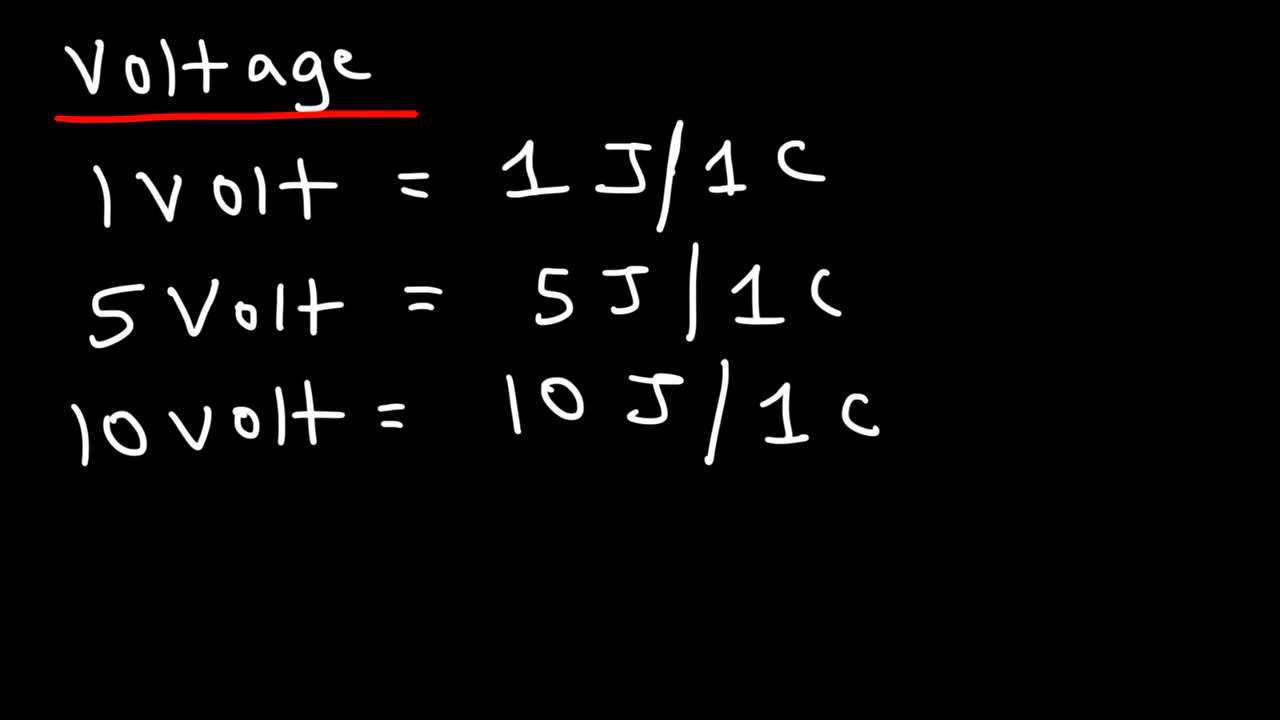 Voltage
1 Volt = 1 J/1 C
5 Volt = 5 J/1 C
10 Volt = 10 J/1 C